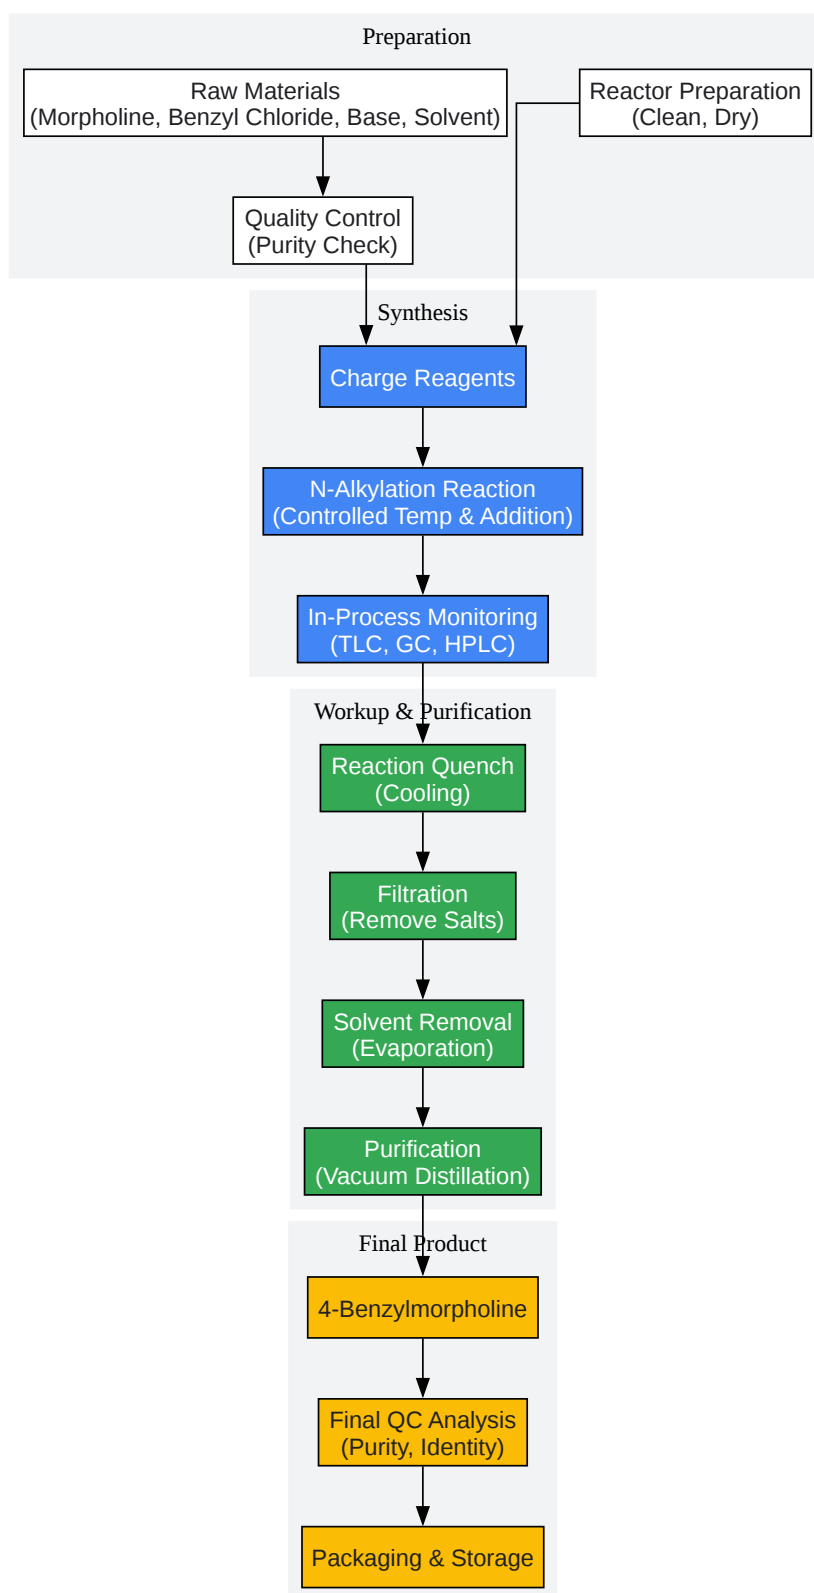 Preparation
Raw Materials
(Morpholine, Benzyl Chloride, Base, Solvent)
Reactor Preparation
(Clean, Dry)
Quality Control
(Purity Check)
Synthesis
Charge Reagents
N-Alkylation Reaction
(Controlled Temp & Addition)
In-Process Monitoring
(TLC, GC, HPLC)
Workup & Purification
Reaction Quench
(Cooling)
Filtration
(Remove Salts)
Solvent Removal
(Evaporation)
Purification
(Vacuum Distillation)
Final Product
4-Benzylmorpholine
Final QC Analysis
(Purity, Identity)
Packaging & Storage